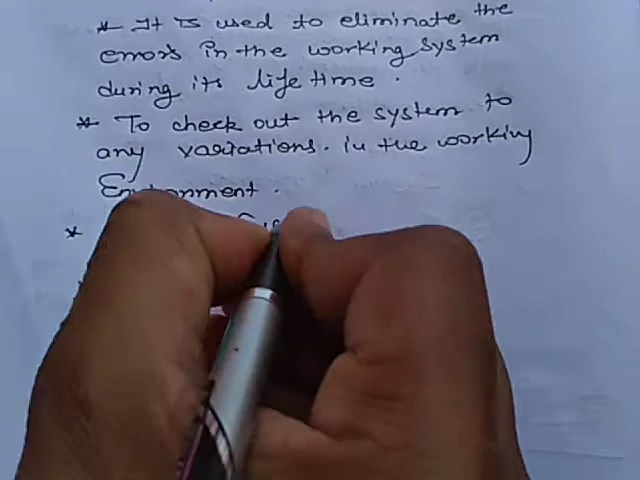 * It is used to eliminate the
errors in the working system
during its life time .
* To check out the system to
any variations . in the working
Environment .
*